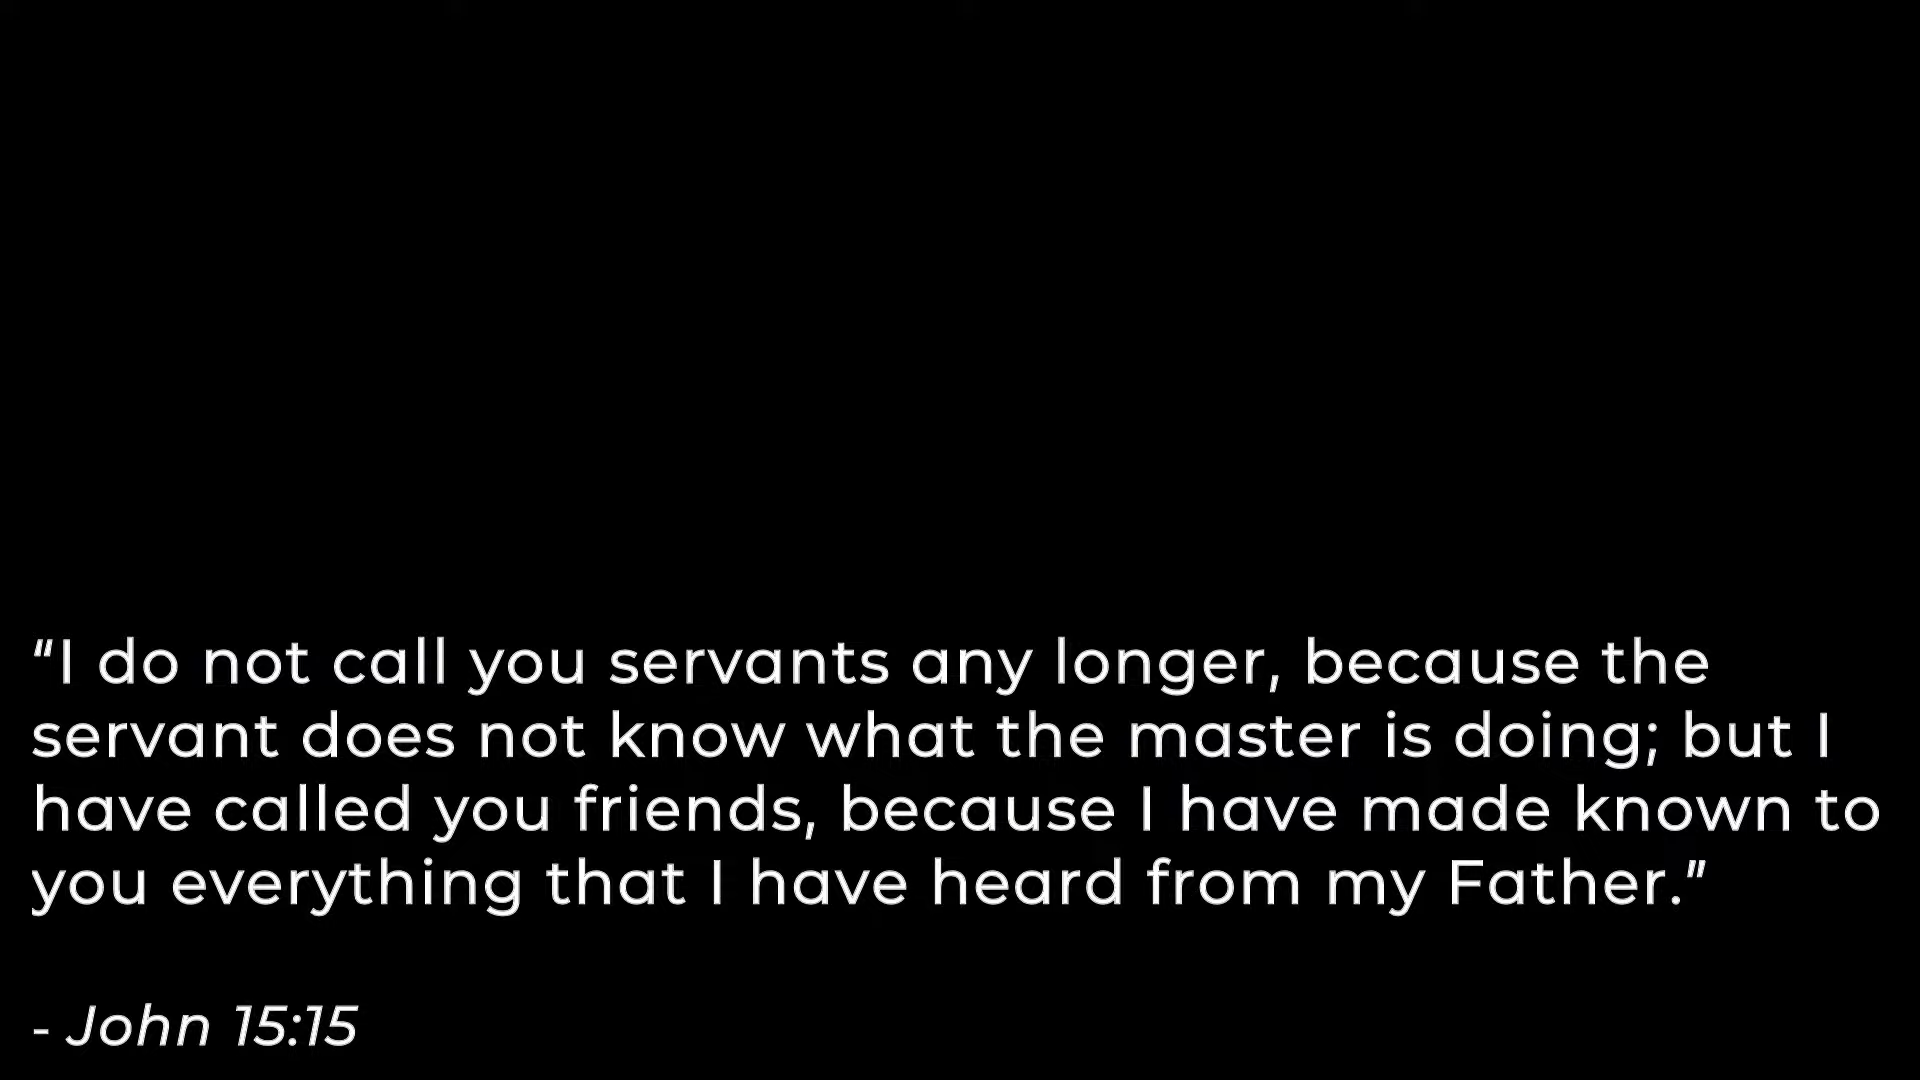 “I do not call you servants any longer, because the
servant does not know what the master is doing; but I
have called you friends, because I have made known to
you everything that I have heard from my Father.”
- John 15:15